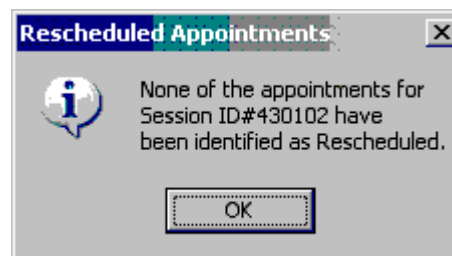 Rescheduled Appointments
None of the appointments for
Session ID#430102 have
been identified as Rescheduled.
OK